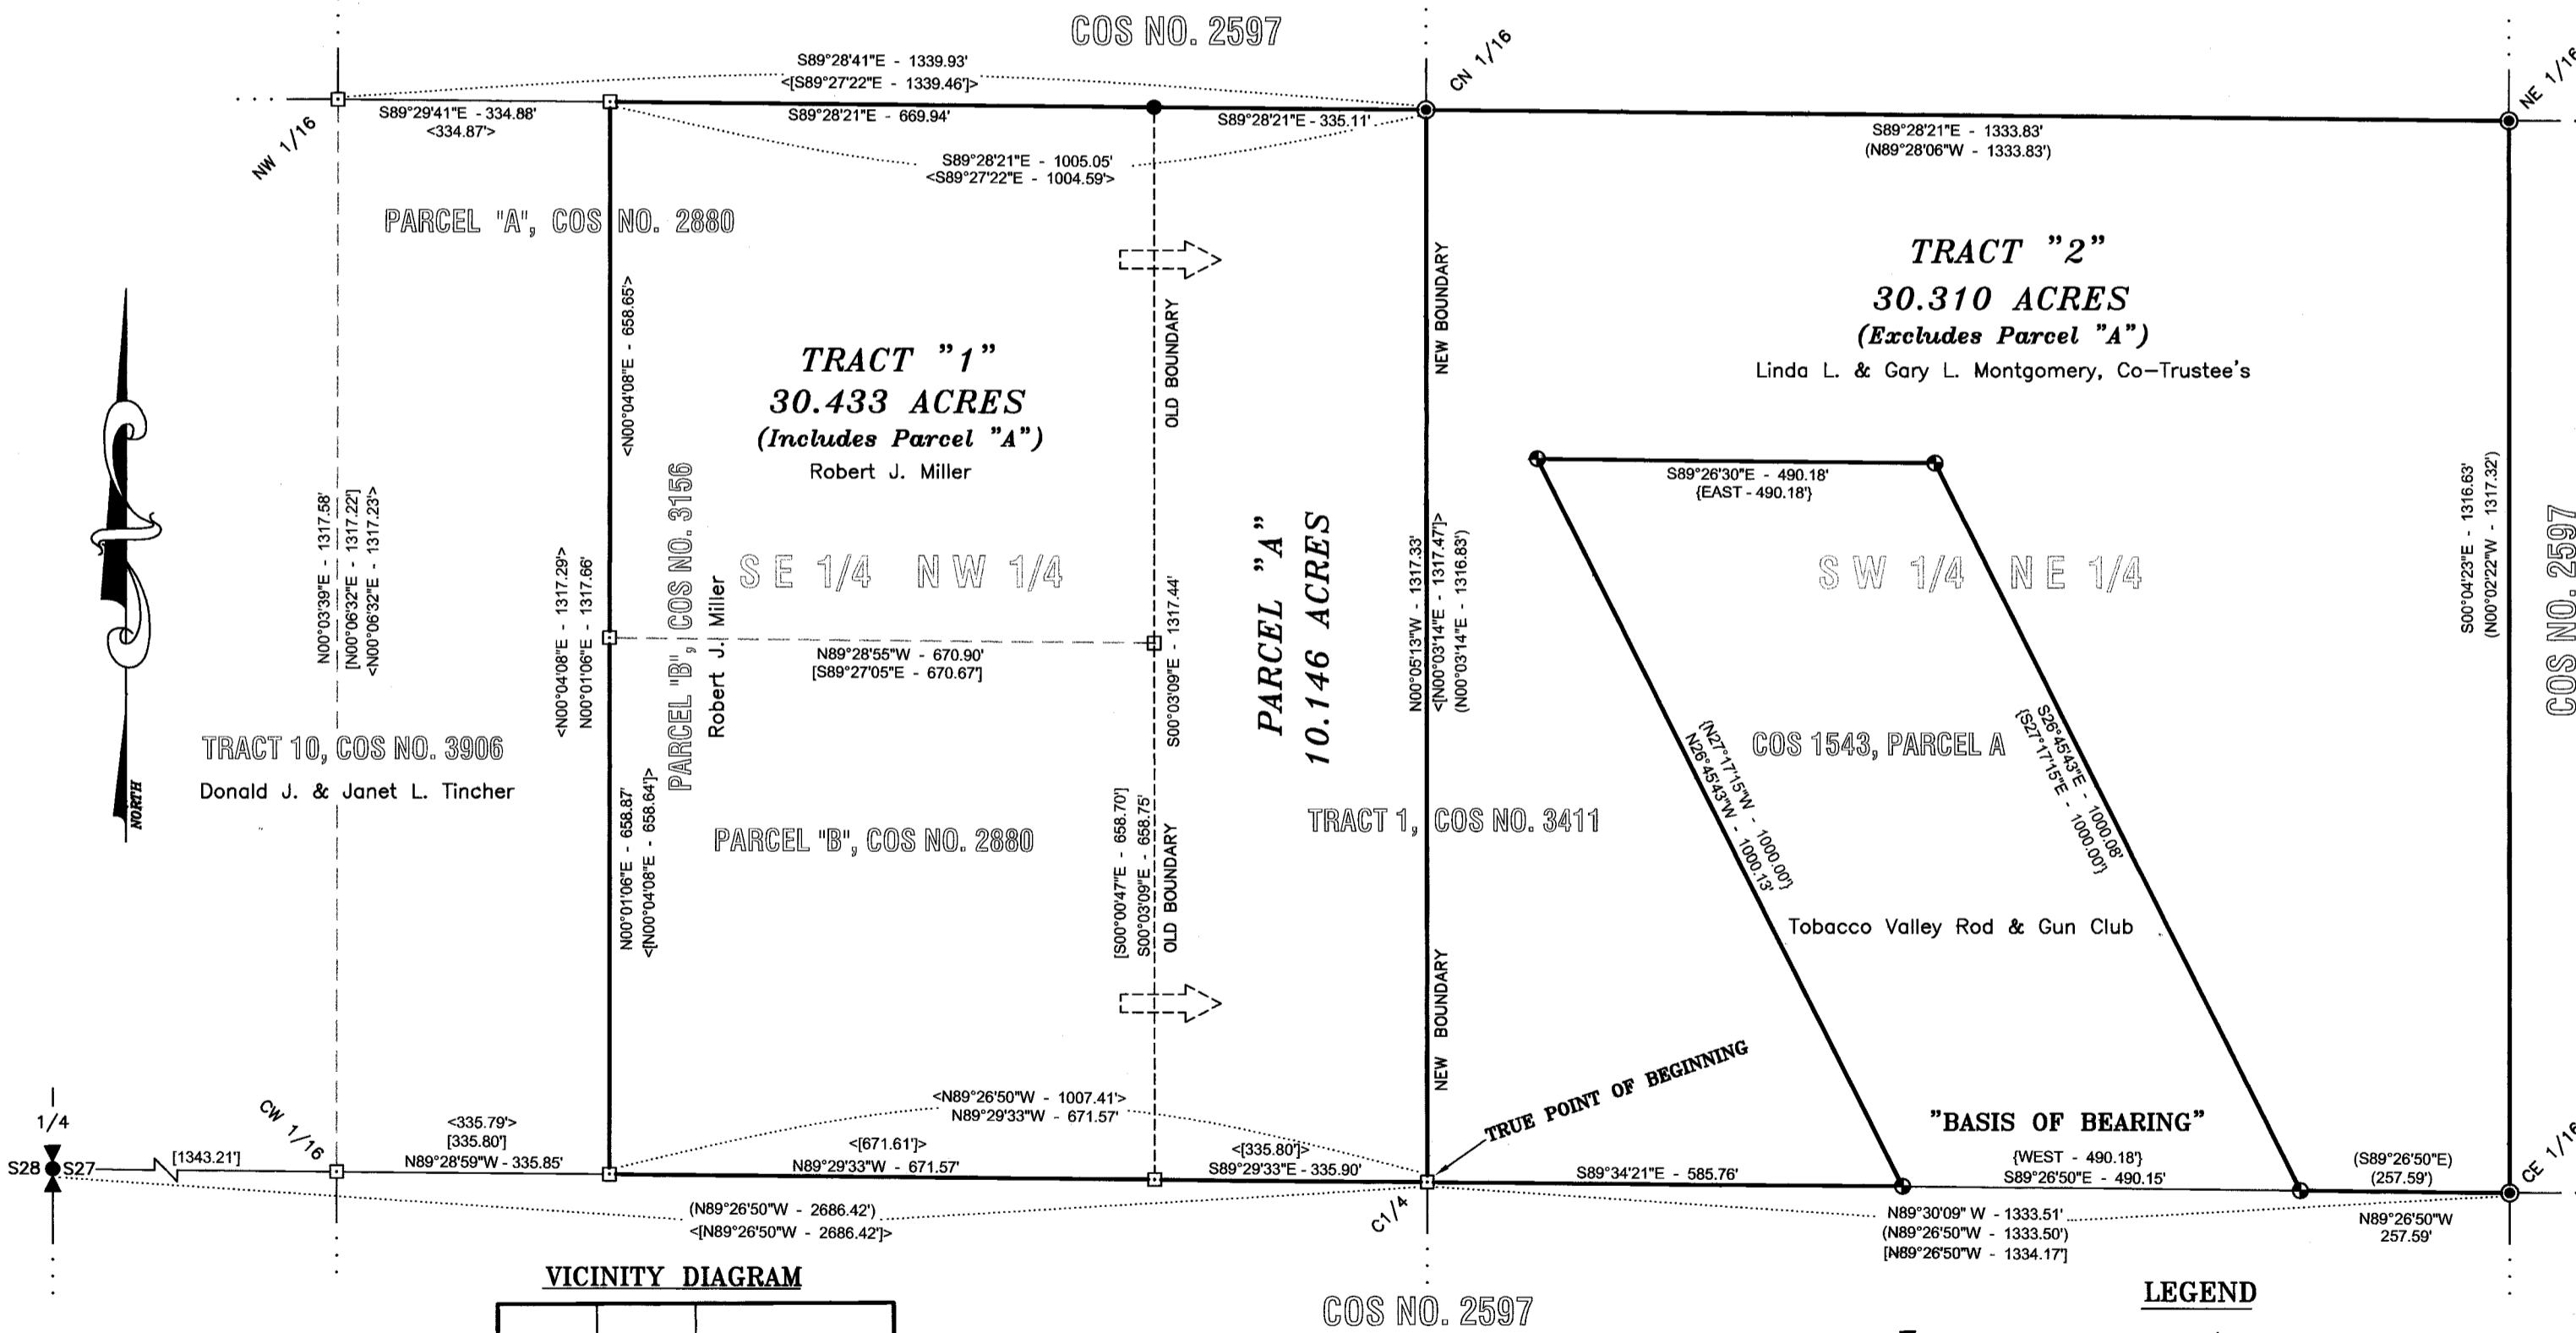 COS NO. 2597
S89°28'41"E - 1339.93'
<[S89°27'22"E - 1339.46']>
CN 1/16
NE 1/16
NW 1/16
S89°29'41"E - 334.88'
<334.87'>
S89°28'21"E - 669.94'
S89°28'21"E - 335.11'
S89°28'21"E - 1005.05'
<S89°27'22"E - 1004.59'>
S89°28'21"E - 1333.83'
(N89°28'06"W - 1333.83')
PARCEL "A", COS NO. 2880
TRACT "1"
30.433 ACRES
(Includes Parcel "A")
Robert J. Miller
TRACT "2"
30.310 ACRES
(Excludes Parcel "A")
Linda L. & Gary L. Montgomery, Co-Trustee's
<N00°04'08"E - 658.65'>
OLD BOUNDARY
NEW BOUNDARY
S89°26'30"E - 490.18'
{EAST - 490.18'}
N00°03'39"E - 1317.58'
[N00°06'32"E - 1317.22']
<N00°06'32"E - 1317.23'>
<N00°04'08"E - 1317.29'>
N00°01'06"E - 1317.66'
PARCEL "B", COS NO. 3156
Robert J. Miller
SE 1/4 NW 1/4
N89°28'55"W - 670.90'
[S89°27'05"E - 670.67']
S00°03'09"E - 1317.44'
PARCEL "A"
10.146 ACRES
N00°05'13"W - 1317.33'
<[N00°03'14"E - 1317.47']>
(N00°03'14"E - 1316.83')
SW 1/4 NE 1/4
S00°04'23"E - 1316.63'
(N00°02'22"W - 1317.32')
COS NO. 2597
NORTH
TRACT 10, COS NO. 3906
Donald J. & Janet L. Tincher
N00°01'06"E - 658.87'
<[N00°04'08"E - 658.64']>
PARCEL "B", COS NO. 2880
[S00°00'47"E - 658.70']
S00°03'09"E - 658.75'
OLD BOUNDARY
TRACT 1, COS NO. 3411
{N27°17'15"W - 1000.00'}
N26°45'43"W - 1000.13'
COS 1543, PARCEL A
S26°45'43"E - 1000.08'
{S27°17'15"E - 1000.00'}
Tobacco Valley Rod & Gun Club
NEW BOUNDARY
TRUE POINT OF BEGINNING
1/4
S28 S27
[1343.21']
CW 1/16
<335.79'>
[335.80']
N89°28'59"W - 335.85'
<N89°26'50"W - 1007.41'>
N89°29'33"W - 671.57'
<[671.61']>
N89°29'33"W - 671.57'
<[335.80']>
S89°29'33"E - 335.90'
S89°34'21"E - 585.76'
"BASIS OF BEARING"
{WEST - 490.18'}
S89°26'50"E - 490.15'
(S89°26'50"E)
(257.59')
CE 1/16
(N89°26'50"W - 2686.42')
<[N89°26'50"W - 2686.42']>
C1/4
N89°30'09" W - 1333.51'
(N89°26'50"W - 1333.50')
[N89°26'50"W - 1334.17']
N89°26'50"W
257.59'
VICINITY DIAGRAM
COS NO. 2597
LEGEND